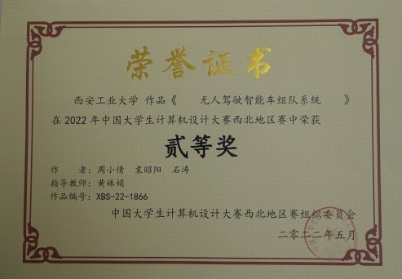 荣誉证书
西安工业大学 作品《 无人驾驶智能车组队系统 》
在2022年中国大学生计算机设计大赛西北地区赛中荣获
贰等奖
作 者：周小倩 袁昭阳 石涛
指导教师：黄姝娟
作品编号：XBS-22-1866
中国大学生计算机设计大赛西北地区赛组织委员会
二〇二二年五月